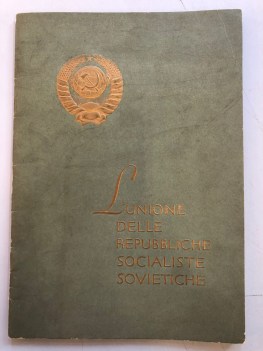 L'UNIONE
DELLE
REPUBBLICHE
SOCIALISTE
SOVIETICHE